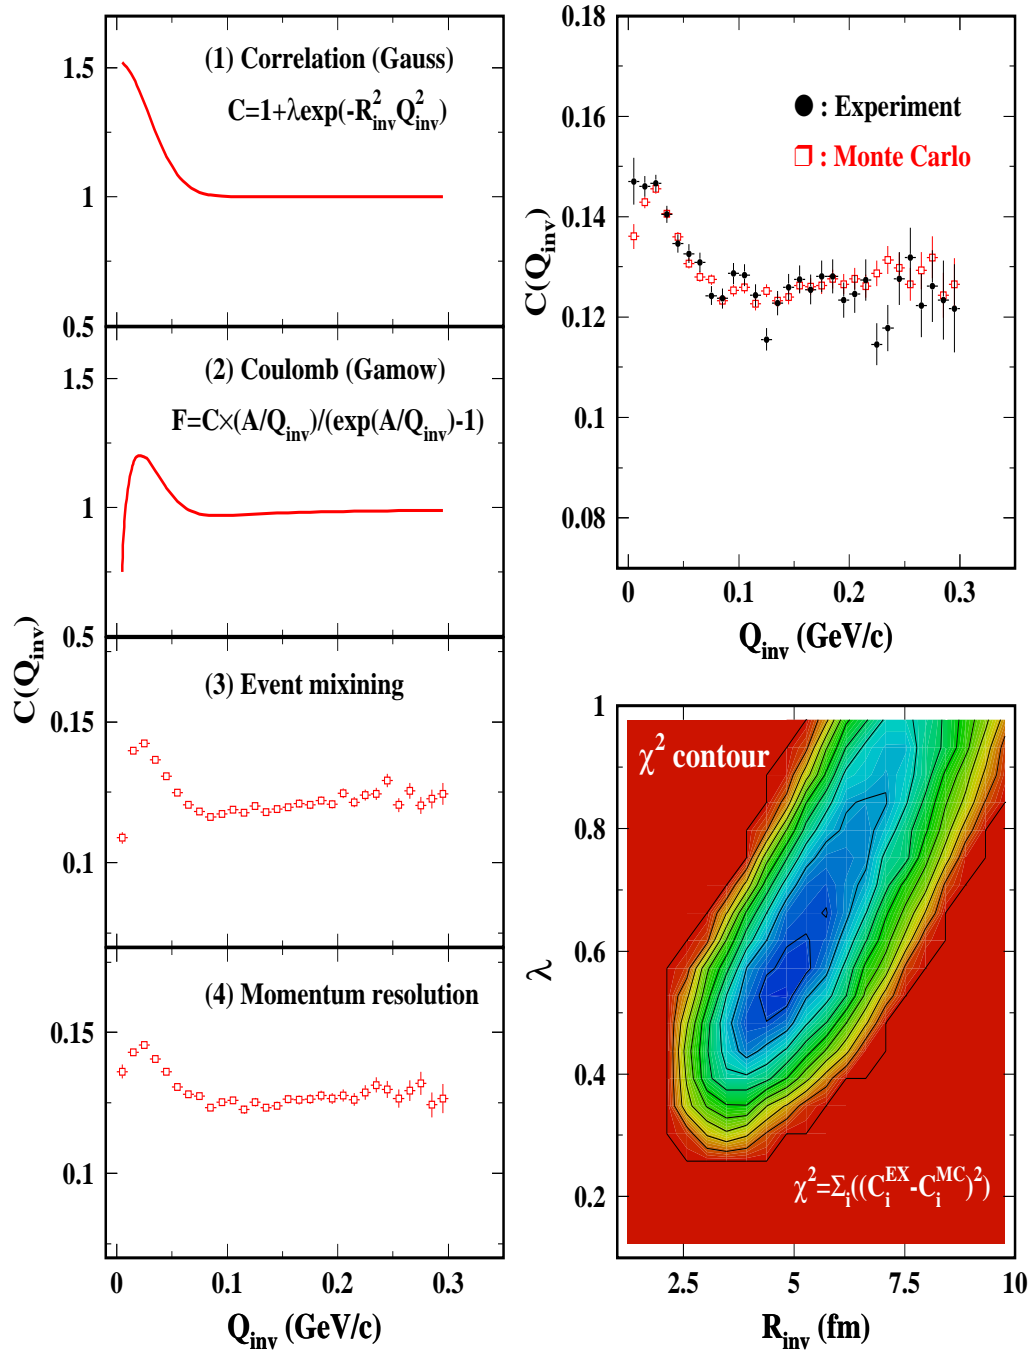 (1) Correlation (Gauss)
C=1+λexp(-R²ᵢₙᵥQ²ᵢₙᵥ)
1.5
1
0.5
(2) Coulomb (Gamow)
F=C×(A/Qᵢₙᵥ)/(exp(A/Qᵢₙᵥ)-1)
1
0.5
C(Qᵢₙᵥ)
(3) Event mixining
0.15
0.1
(4) Momentum resolution
0.15
0.1
0 0.1 0.2 0.3
Qᵢₙᵥ (GeV/c)
0.18
0.16
0.14
0.12
0.1
0.08
C(Qᵢₙᵥ)
: Experiment
: Monte Carlo
0 0.1 0.2 0.3
Qᵢₙᵥ (GeV/c)
1
0.8
0.6
0.4
0.2
λ
χ² contour
χ²=Σᵢ((Cᵢᴱˣ-Cᵢᴹᶜ)²)
2.5 5 7.5 10
Rᵢₙᵥ (fm)